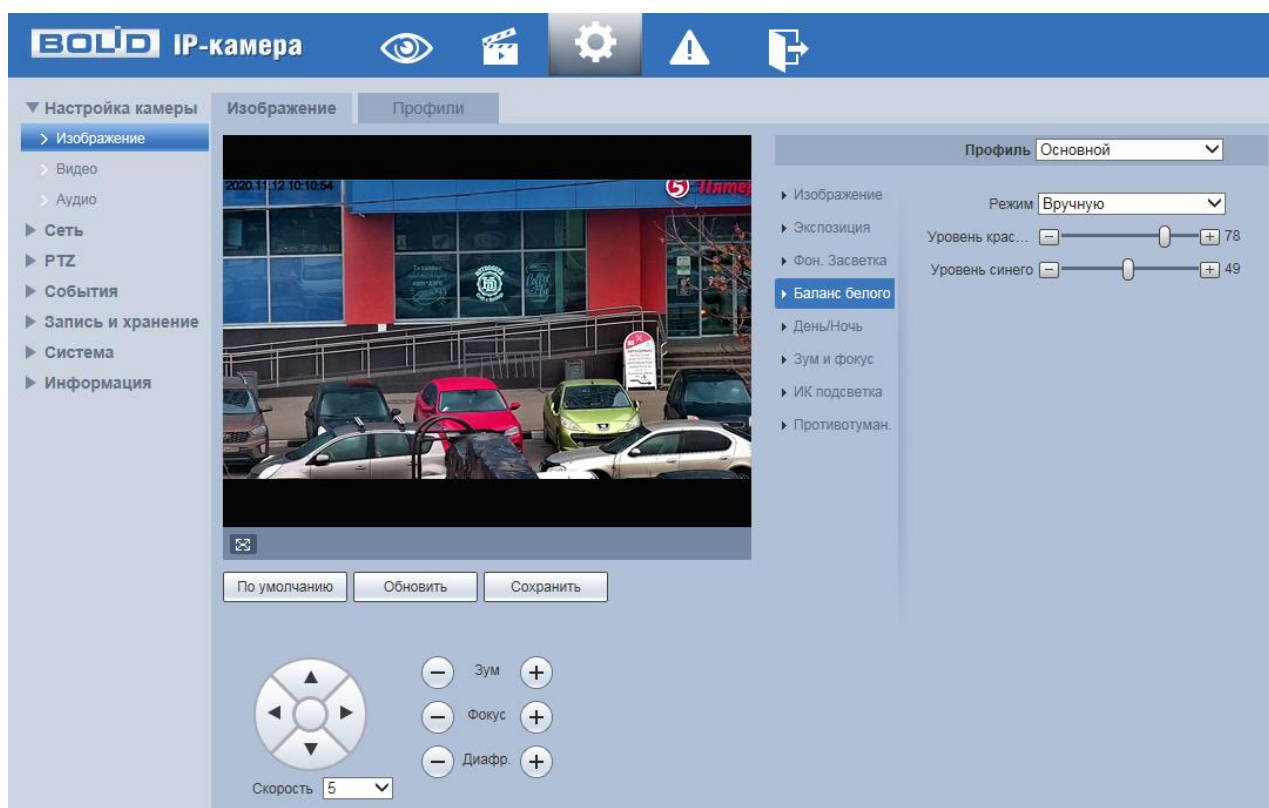 BOLID IP-камера
Настройка камеры
Изображение
Видео
Аудио
Сеть
PTZ
События
Запись и хранение
Система
Информация
Изображение
Профили
2020.11.12 10:10:54
5
По умолчанию
Обновить
Сохранить
Зум
Фокус
Диафр.
Скорость 5
Профиль Основной
Изображение
Экспозиция
Фон. Засветка
Баланс белого
День/Ночь
Зум и фокус
ИК подсветка
Противотуман.
Режим Вручную
Уровень крас... 78
Уровень синего 49